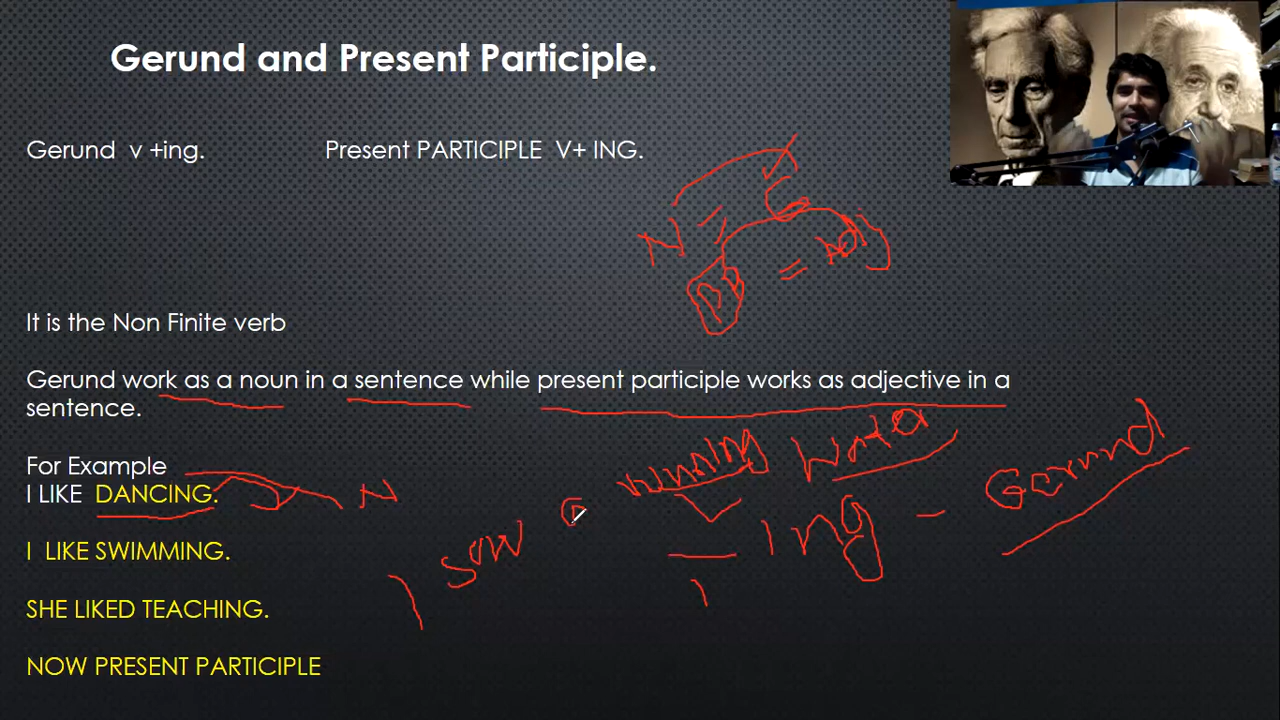 Gerund and Present Participle.
Gerund v +ing. Present PARTICIPLE V+ ING.
N = G
PP = Adj
It is the Non Finite verb
Gerund work as a noun in a sentence while present participle works as adjective in a
sentence.
For Example
I LIKE DANCING. N
I LIKE SWIMMING.
SHE LIKED TEACHING.
NOW PRESENT PARTICIPLE
I saw a
ing - Gerund